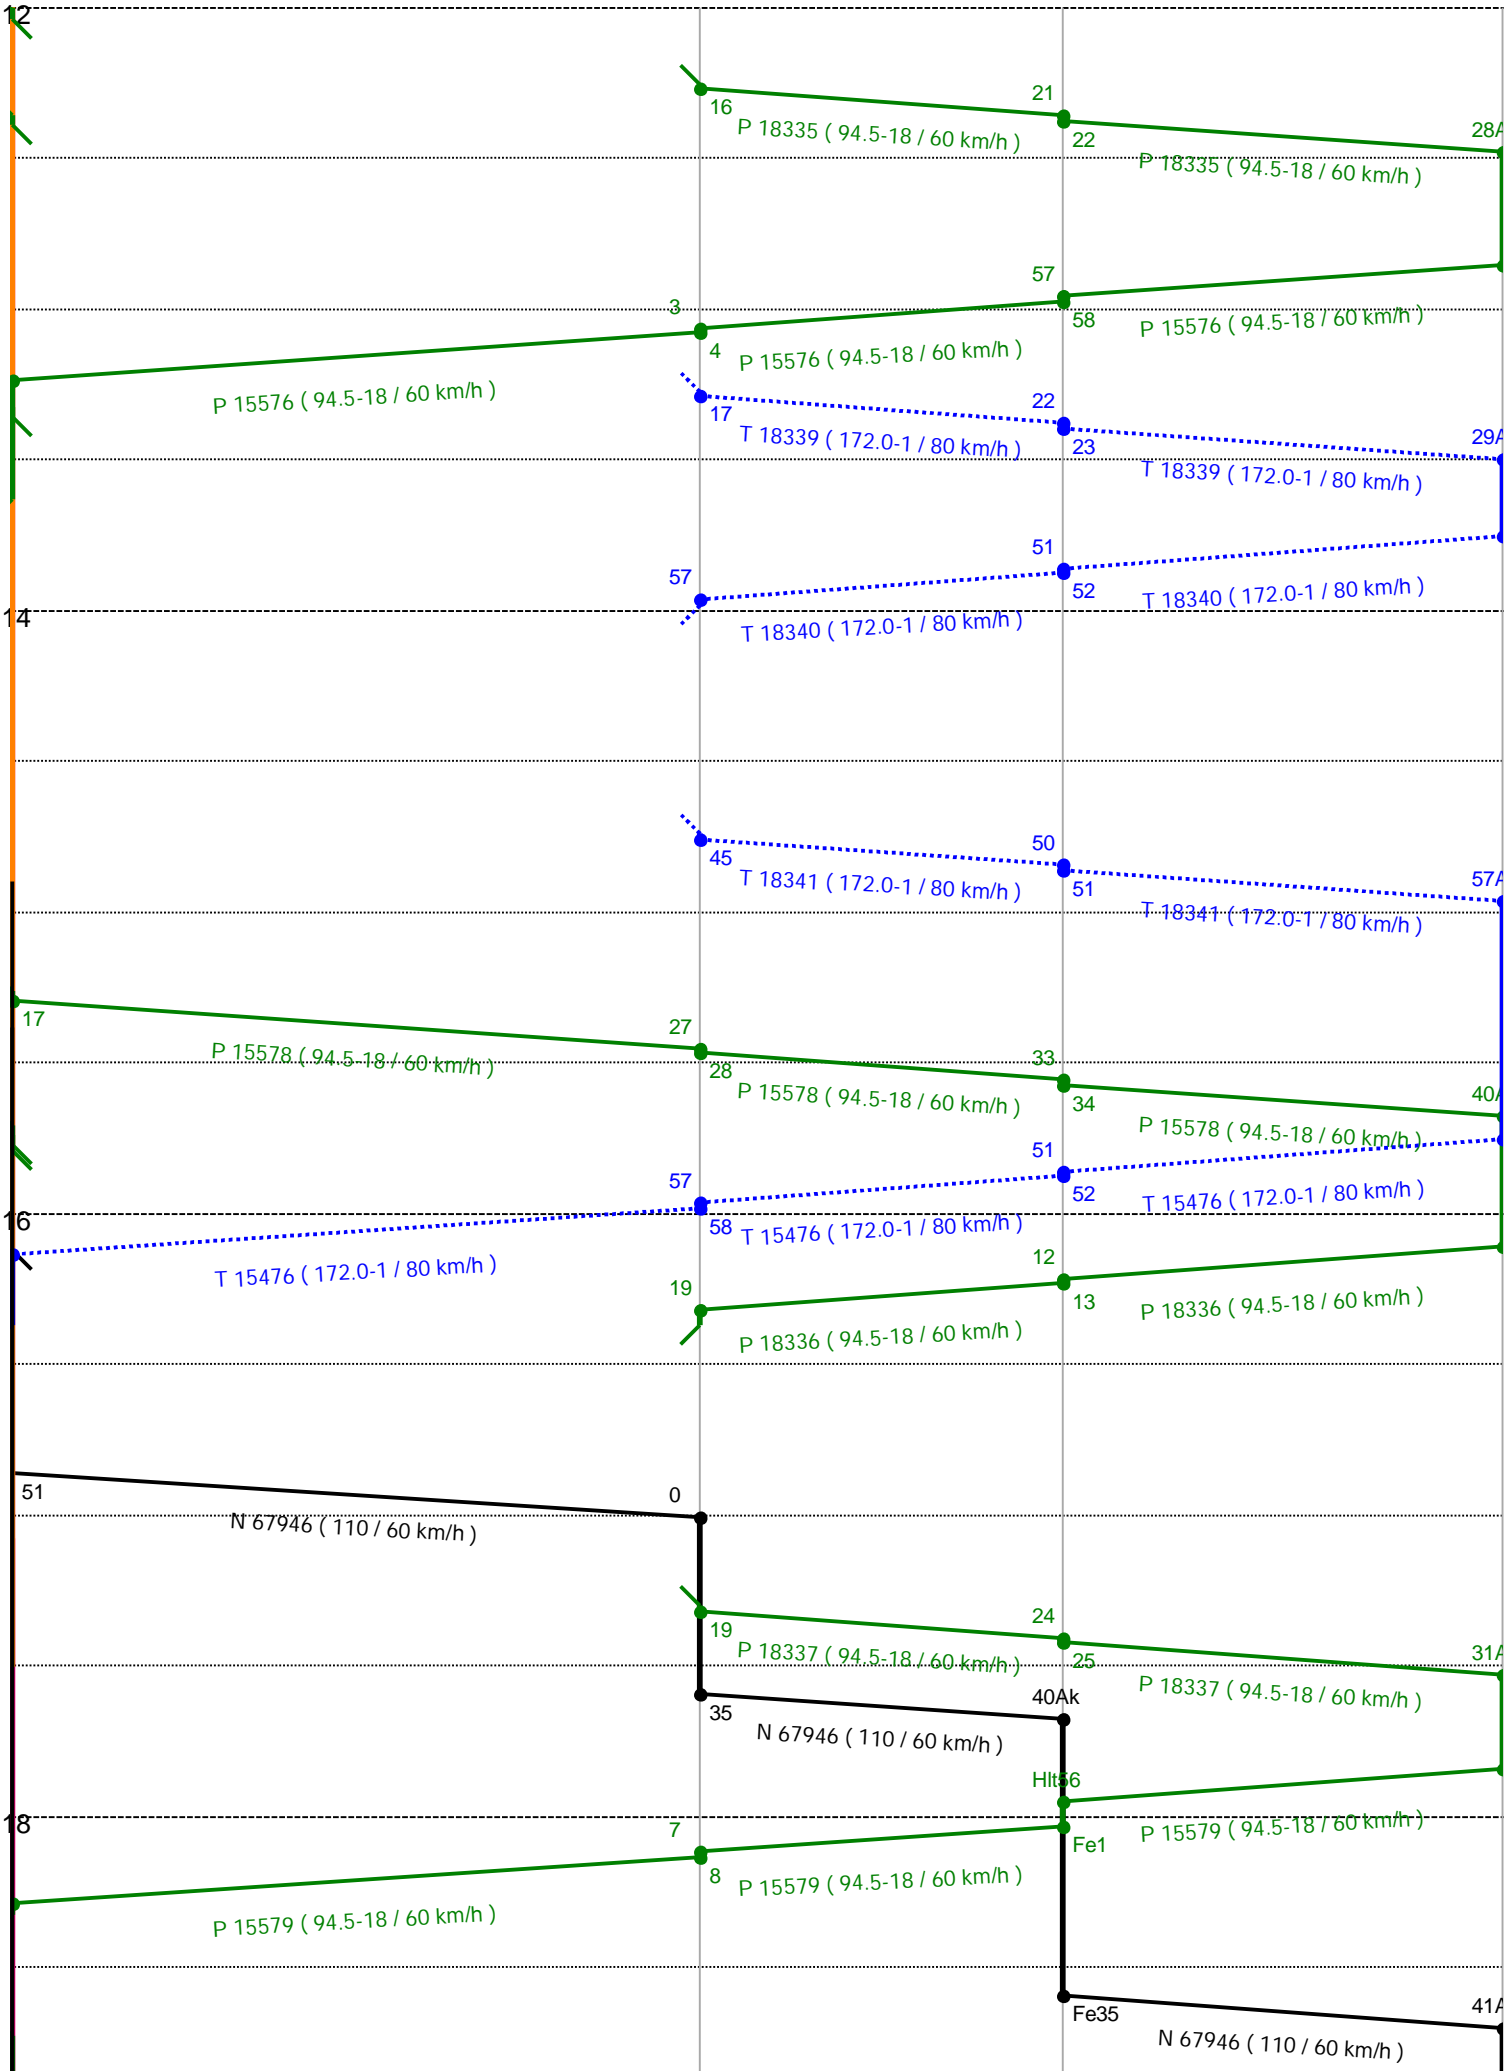 12
16
21
P 18335 ( 94.5-18 / 60 km/h )
22
28A
P 18335 ( 94.5-18 / 60 km/h )
57
3
58
P 15576 ( 94.5-18 / 60 km/h )
4
P 15576 ( 94.5-18 / 60 km/h )
P 15576 ( 94.5-18 / 60 km/h )
17
22
T 18339 ( 172.0-1 / 80 km/h )
23
29A
T 18339 ( 172.0-1 / 80 km/h )
51
57
52
T 18340 ( 172.0-1 / 80 km/h )
14
T 18340 ( 172.0-1 / 80 km/h )
50
45
57A
T 18341 ( 172.0-1 / 80 km/h )
51
T 18341 ( 172.0-1 / 80 km/h )
17
27
P 15578 ( 94.5-18 / 60 km/h )
33
28
P 15578 ( 94.5-18 / 60 km/h )
34
40A
P 15578 ( 94.5-18 / 60 km/h )
51
57
52
T 15476 ( 172.0-1 / 80 km/h )
16
58
T 15476 ( 172.0-1 / 80 km/h )
T 15476 ( 172.0-1 / 80 km/h )
12
19
13
P 18336 ( 94.5-18 / 60 km/h )
P 18336 ( 94.5-18 / 60 km/h )
51
0
N 67946 ( 110 / 60 km/h )
24
19
P 18337 ( 94.5-18 / 60 km/h )
25
31A
P 18337 ( 94.5-18 / 60 km/h )
40Ak
35
N 67946 ( 110 / 60 km/h )
Hlt56
18
7
Fe1
P 15579 ( 94.5-18 / 60 km/h )
8
P 15579 ( 94.5-18 / 60 km/h )
P 15579 ( 94.5-18 / 60 km/h )
41A
Fe35
N 67946 ( 110 / 60 km/h )